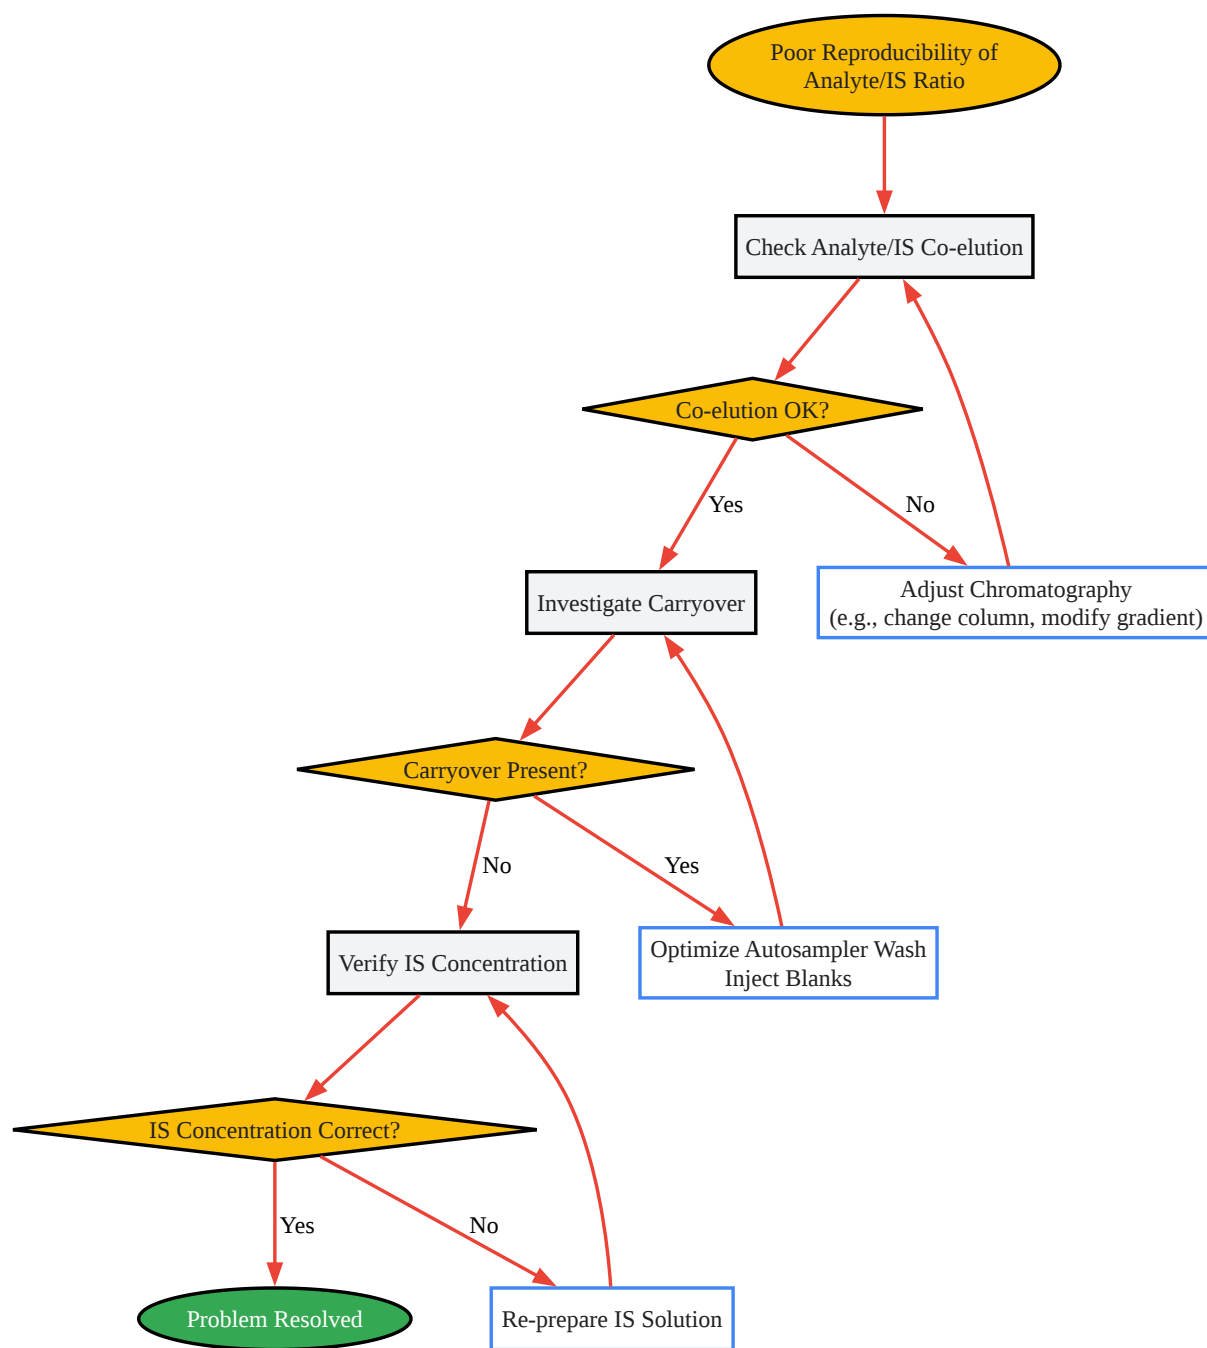 Poor Reproducibility of
Analyte/IS Ratio
Check Analyte/IS Co-elution
Co-elution OK?
Yes
No
Adjust Chromatography
(e.g., change column, modify gradient)
Investigate Carryover
Carryover Present?
No
Yes
Optimize Autosampler Wash
Inject Blanks
Verify IS Concentration
IS Concentration Correct?
Yes
No
Problem Resolved
Re-prepare IS Solution